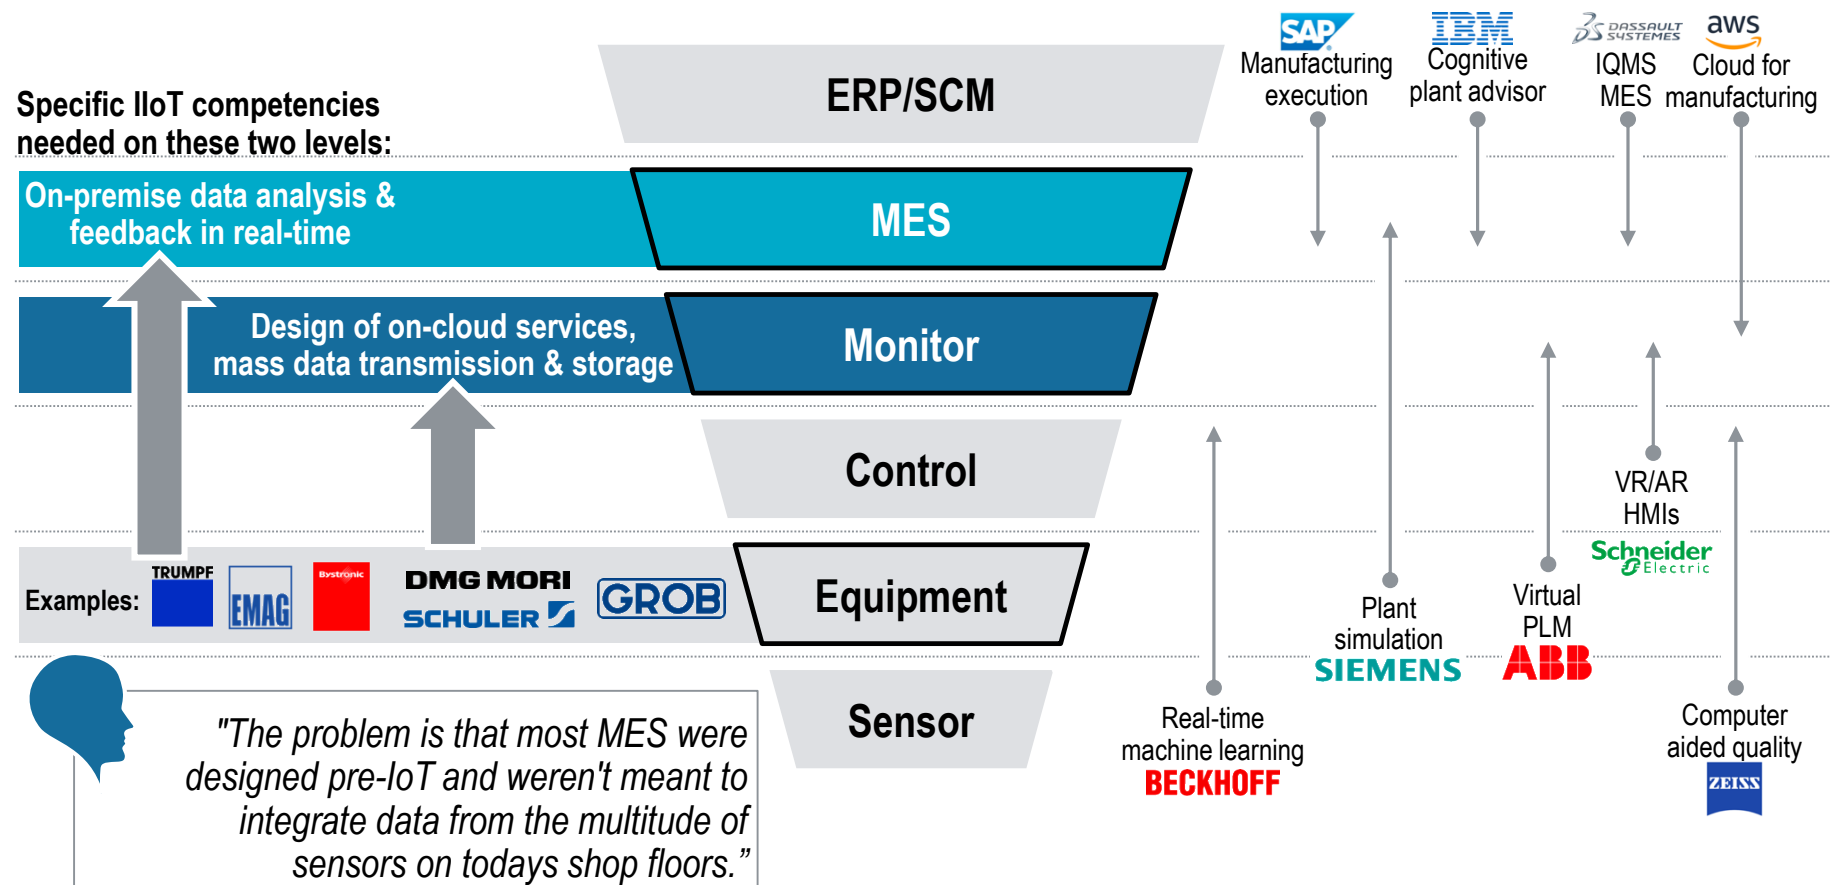 SAP
Manufacturing
execution
IBM
Cognitive
plant advisor
DASSAULT
SYSTEMES
IQMS
MES
aws
Cloud for
manufacturing
ERP/SCM
Specific IIoT competencies
needed on these two levels:
On-premise data analysis &
feedback in real-time
MES
Design of on-cloud services,
mass data transmission & storage
Monitor
Control
VR/AR
HMIs
Schneider
Electric
Examples:
TRUMPF
EMAG
Bystronic
DMG MORI
SCHULER
GROB
Equipment
Plant
simulation
SIEMENS
Virtual
PLM
ABB
Sensor
Real-time
machine learning
BECKHOFF
Computer
aided quality
ZEISS
"The problem is that most MES were
designed pre-IoT and weren't meant to
integrate data from the multitude of
sensors on todays shop floors.”